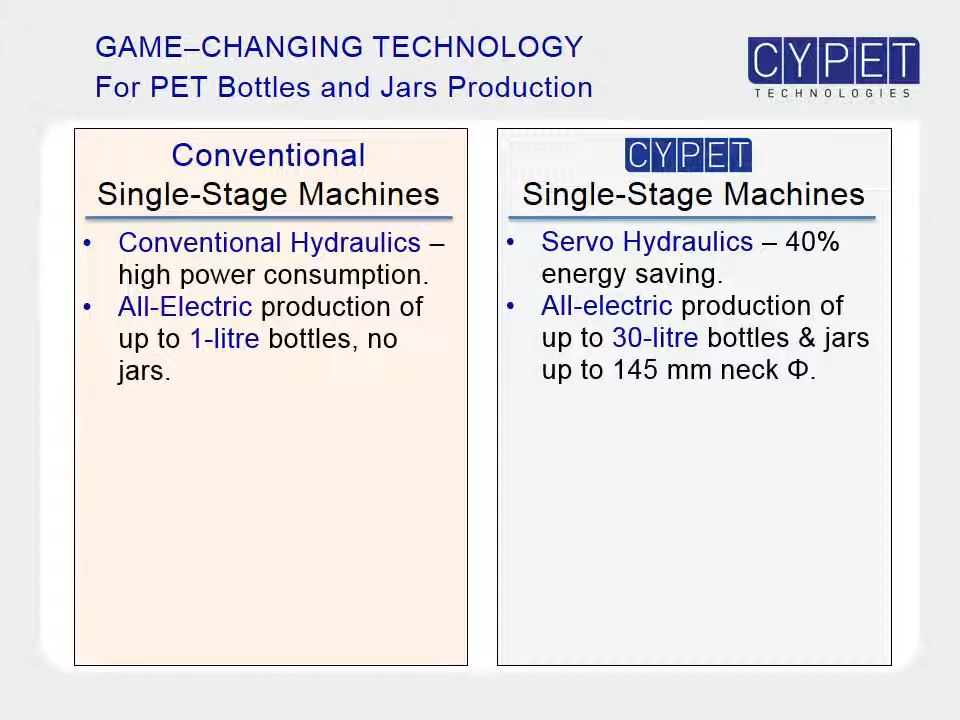 GAME–CHANGING TECHNOLOGY
For PET Bottles and Jars Production
CYPET
TECHNOLOGIES
Conventional
Single-Stage Machines
• Conventional Hydraulics –
high power consumption.
• All-Electric production of
up to 1-litre bottles, no
jars.
CYPET
Single-Stage Machines
• Servo Hydraulics – 40%
energy saving.
• All-electric production of
up to 30-litre bottles & jars
up to 145 mm neck Φ.